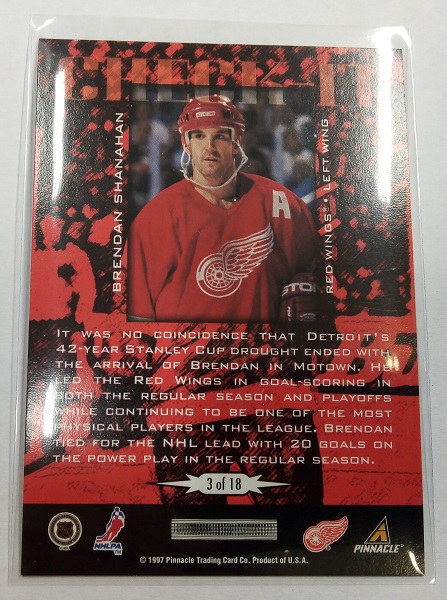 CHECK IT
BRENDAN SHANAHAN
RED WINGS® • LEFT WING
CCM
A
IT WAS NO COINCIDENCE THAT DETROIT'S
42-YEAR STANLEY CUP DROUGHT ENDED WITH
THE ARRIVAL OF BRENDAN IN MOTOWN. HE
LED THE RED WINGS IN GOAL-SCORING IN
BOTH THE REGULAR SEASON AND PLAYOFFS
WHILE CONTINUING TO BE ONE OF THE MOST
PHYSICAL PLAYERS IN THE LEAGUE. BRENDAN
TIED FOR THE NHL LEAD WITH 20 GOALS ON
THE POWER PLAY IN THE REGULAR SEASON.
3 of 18
NHLPA
PINNACLE
© 1997 Pinnacle Trading Card Co. Product of U.S.A.